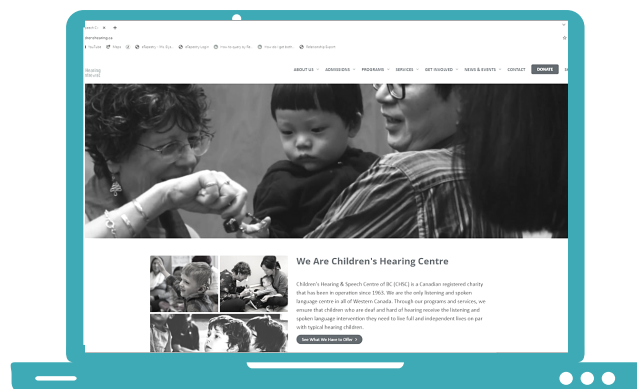 YouTube Maps
ABOUT US ADMISSIONS PROGRAMS SERVICES GET INVOLVED NEWS & EVENTS CONTACT DONATE
We Are Children's Hearing Centre
Children's Hearing & Speech Centre of BC (CHSC) is a Canadian registered charity
that has been in operation since 1963. We are the only listening and spoken
language centre in all of Western Canada. Through our programs and services, we
ensure that children who are deaf and hard of hearing receive the listening and
spoken language intervention they need to live full and independent lives on par
with typical hearing children.
See What We Have to Offer >